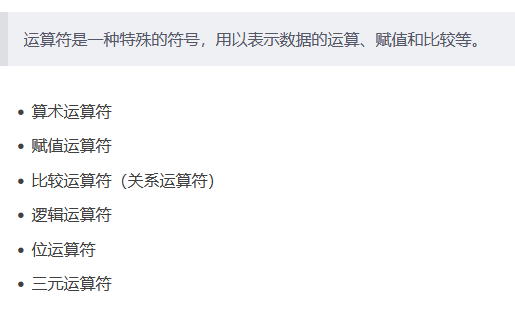 运算符是一种特殊的符号，用以表示数据的运算、赋值和比较等。
算术运算符
赋值运算符
比较运算符（关系运算符）
逻辑运算符
位运算符
三元运算符